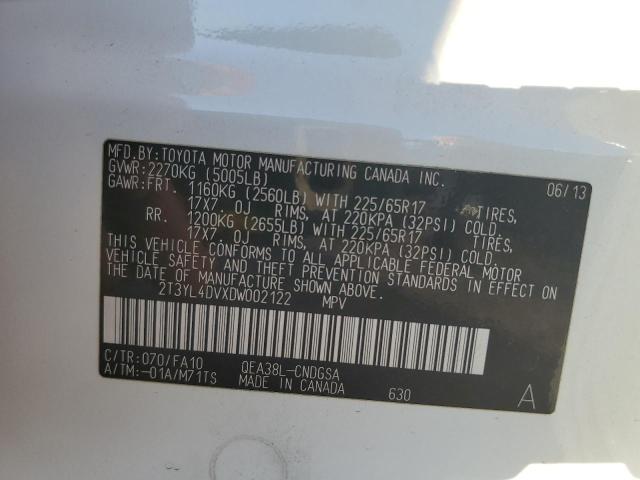 MFD.BY:TOYOTA MOTOR MANUFACTURING CANADA INC. 06/13
GVWR:2270KG (5005LB)
GAWR:FRT. 1160KG (2560LB) WITH 225/65R17 TIRES,
17X7.0J RIMS, AT 220KPA (32PSI) COLD.
RR. 1200KG (2655LB) WITH 225/65R17 TIRES,
17X7.0J RIMS, AT 220KPA (32PSI) COLD.
THIS VEHICLE CONFORMS TO ALL APPLICABLE FEDERAL MOTOR
VEHICLE SAFETY AND THEFT PREVENTION STANDARDS IN EFFECT ON
THE DATE OF MANUFACTURE SHOWN ABOVE.
2T3YL4DVXDW002122 MPV
C/TR:070/FA10 QEA38L-CNDGSA
A/TM:-01A/M71TS MADE IN CANADA 630 A